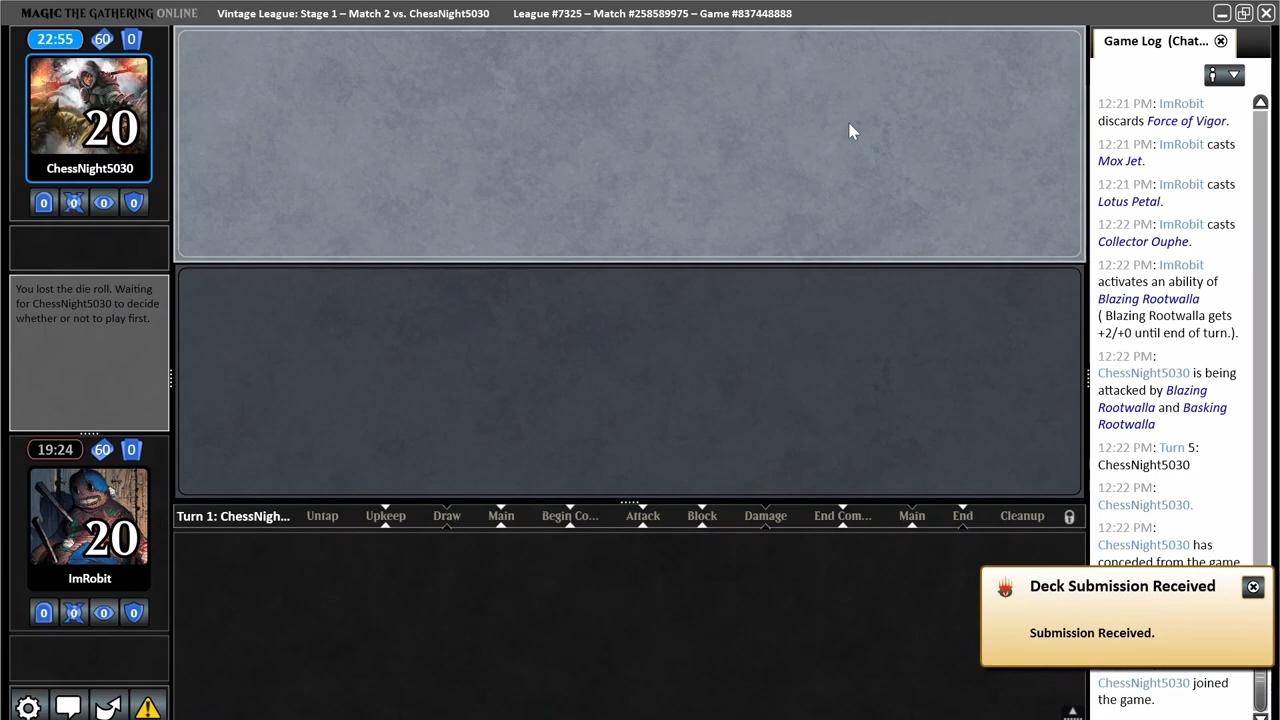 MAGIC THE GATHERING ONLINE Vintage League: Stage 1 – Match 2 vs. ChessNight5030 League #7325 – Match #258589975 – Game #837448888
22:55 60 0
20
ChessNight5030
0 0 0 0
You lost the die roll. Waiting
for ChessNight5030 to decide
whether or not to play first.
19:24 60 0
20
ImRobit
0 0 0 0
Turn 1: ChessNigh... Untap Upkeep Draw Main Begin Co... Attack Block Damage End Com... Main End Cleanup
Game Log (Chat...
12:21 PM: ImRobit
discards Force of Vigor.
12:21 PM: ImRobit casts
Mox Jet.
12:21 PM: ImRobit casts
Lotus Petal.
12:22 PM: ImRobit casts
Collector Ouphe.
12:22 PM: ImRobit
activates an ability of
Blazing Rootwalla
( Blazing Rootwalla gets
+2/+0 until end of turn.).
12:22 PM:
ChessNight5030 is being
attacked by Blazing
Rootwalla and Basking
Rootwalla
12:22 PM: Turn 5:
ChessNight5030
12:22 PM:
ChessNight5030.
12:22 PM:
ChessNight5030 has
conceded from the game
Deck Submission Received
Submission Received.
ChessNight5030 joined
the game.